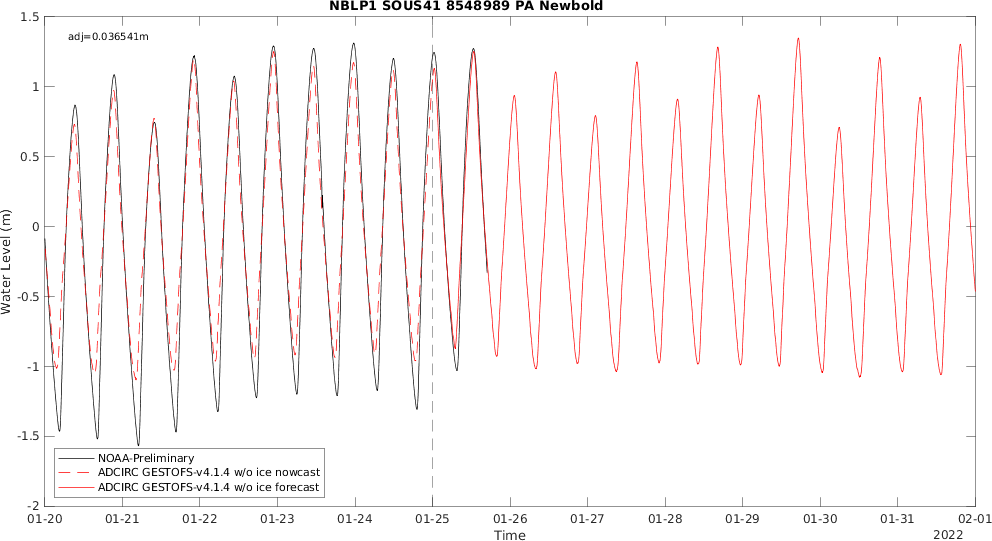 NBLP1 SOUS41 8548989 PA Newbold
adj=0.036541m
1.5
1
0.5
0
-0.5
-1
-1.5
-2
Water Level (m)
NOAA-Preliminary
ADCIRC GESTOFS-v4.1.4 w/o ice nowcast
ADCIRC GESTOFS-v4.1.4 w/o ice forecast
01-20 01-21 01-22 01-23 01-24 01-25 01-26 01-27 01-28 01-29 01-30 01-31 02-01
Time
2022